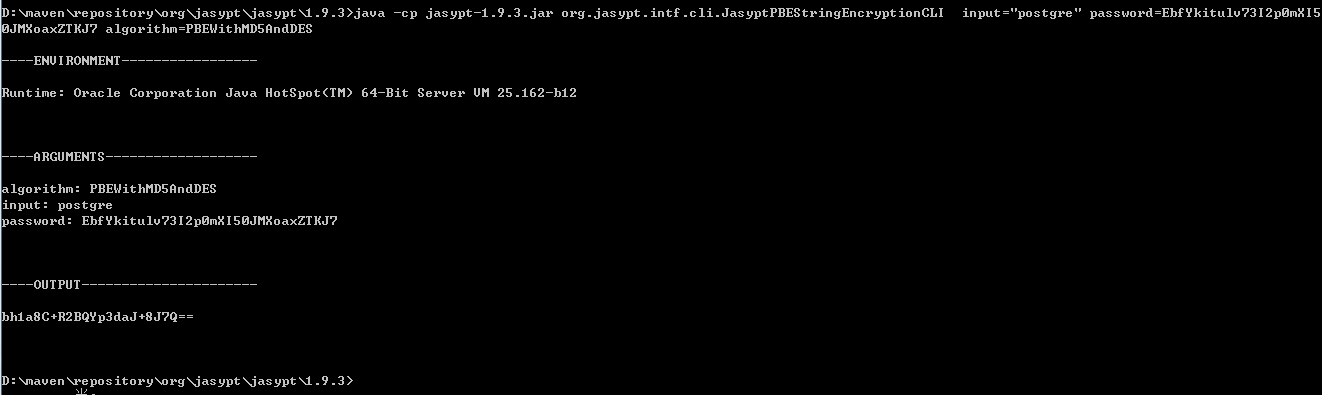 D:\maven\repository\org\jasypt\jasypt\1.9.3>java -cp jasypt-1.9.3.jar org.jasypt.intf.cli.JasyptPBEStringEncryptionCLI  input="postgre" password=EbfYkitulv73I2p0mXI5
0JMXoaxZTKJ7 algorithm=PBEWithMD5AndDES
----ENVIRONMENT-----------------
Runtime: Oracle Corporation Java HotSpot(TM) 64-Bit Server VM 25.162-b12
----ARGUMENTS-------------------
algorithm: PBEWithMD5AndDES
input: postgre
password: EbfYkitulv73I2p0mXI50JMXoaxZTKJ7
----OUTPUT----------------------
bh1a8C+R2BQYp3daJ+8J7Q==
D:\maven\repository\org\jasypt\jasypt\1.9.3>